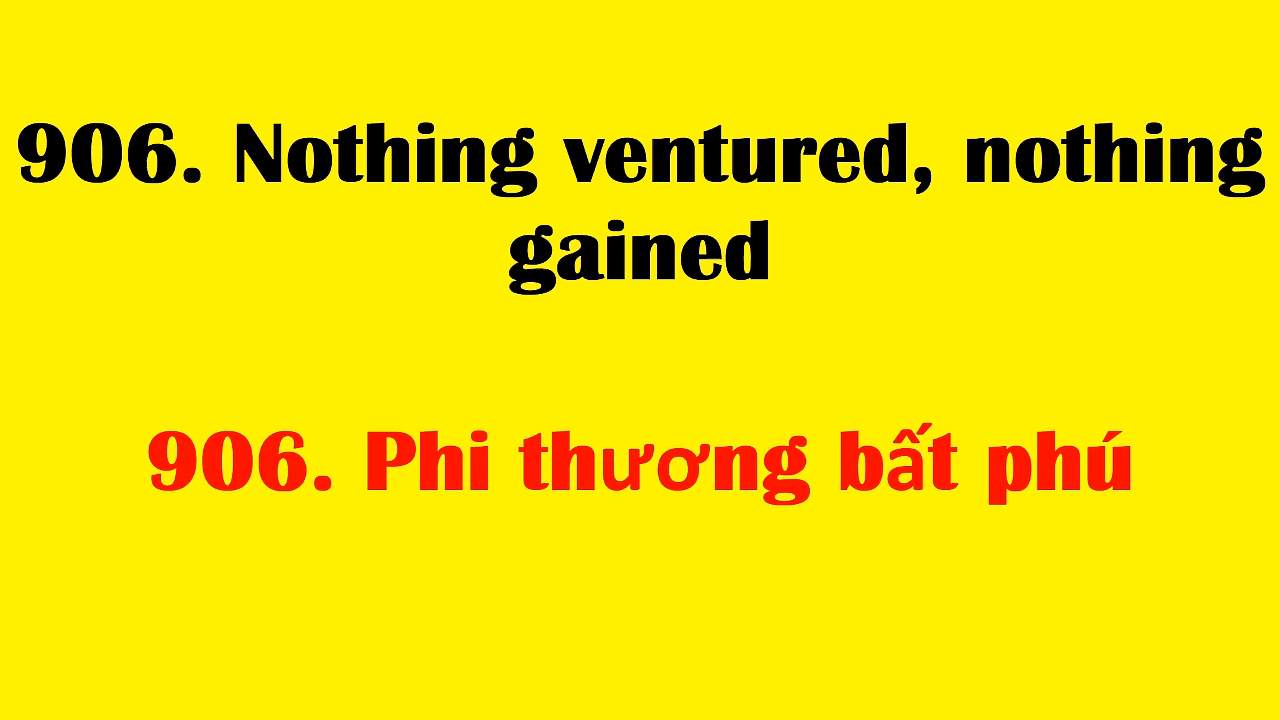 906. Nothing ventured, nothing
gained
906. Phi thương bất phú